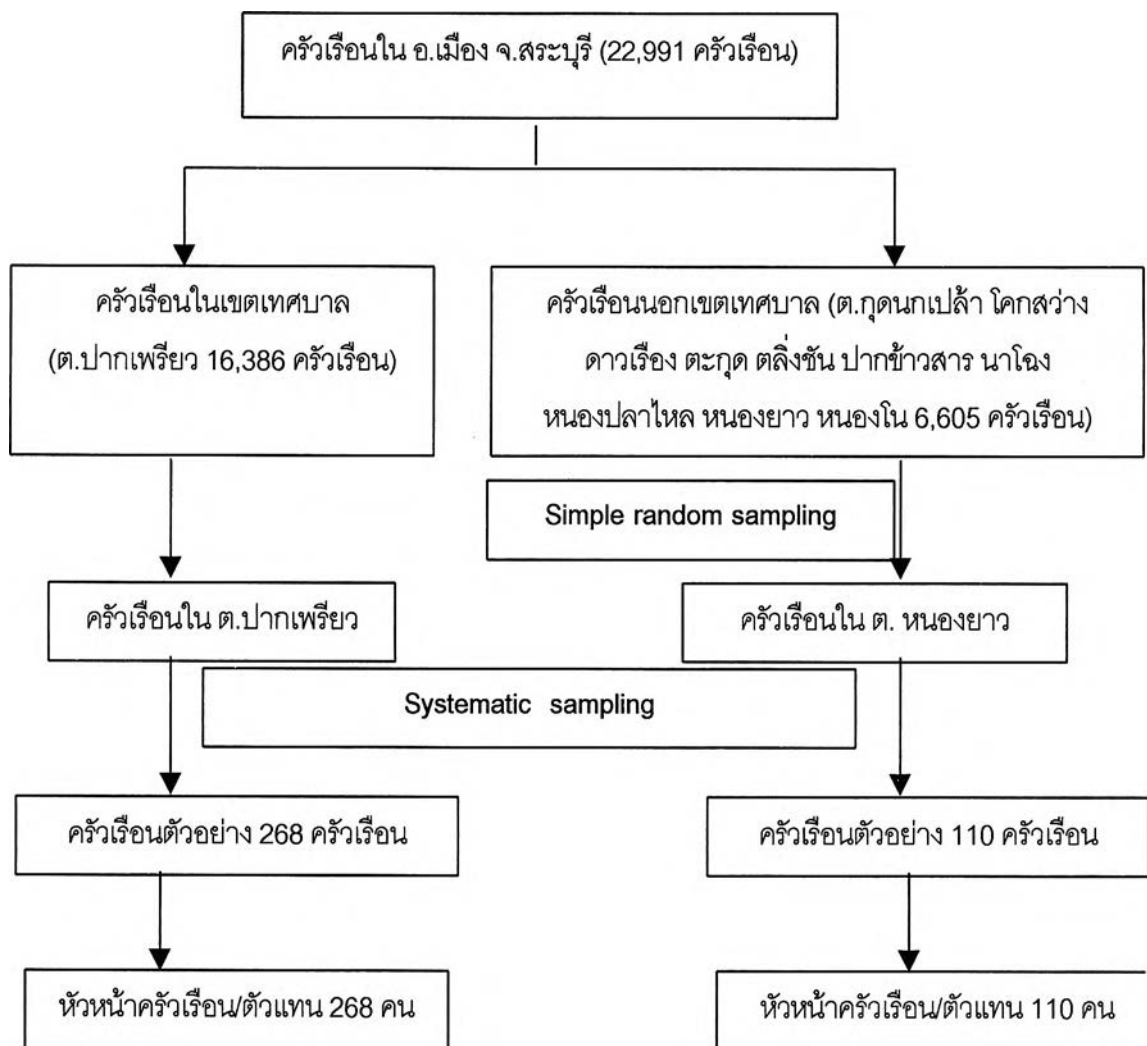 ครัวเรือนใน อ.เมือง จ.สระบุรี (22,991 ครัวเรือน)
ครัวเรือนในเขตเทศบาล
(ต.ปากเพรียว 16,386 ครัวเรือน)
ครัวเรือนนอกเขตเทศบาล (ต.กุดนกเปล้า โคกสว่าง
ดาวเรือง ตะกุด ตลิ่งชัน ปากข้าวสาร นาโฉง
หนองปลาไหล หนองยาว หนองโน 6,605 ครัวเรือน)
Simple random sampling
ครัวเรือนใน ต.ปากเพรียว
ครัวเรือนใน ต. หนองยาว
Systematic sampling
ครัวเรือนตัวอย่าง 268 ครัวเรือน
ครัวเรือนตัวอย่าง 110 ครัวเรือน
หัวหน้าครัวเรือน/ตัวแทน 268 คน
หัวหน้าครัวเรือน/ตัวแทน 110 คน